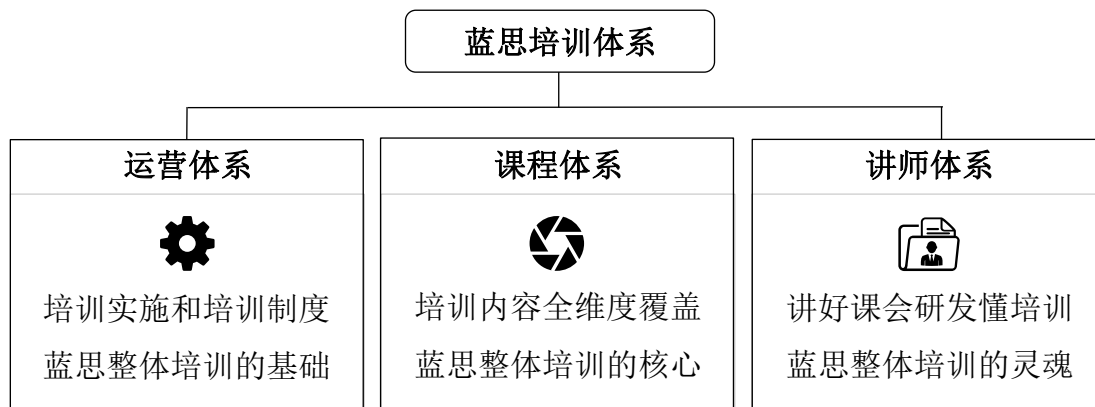 蓝思培训体系
运营体系
培训实施和培训制度
蓝思整体培训的基础
课程体系
培训内容全维度覆盖
蓝思整体培训的核心
讲师体系
讲好课会研发懂培训
蓝思整体培训的灵魂